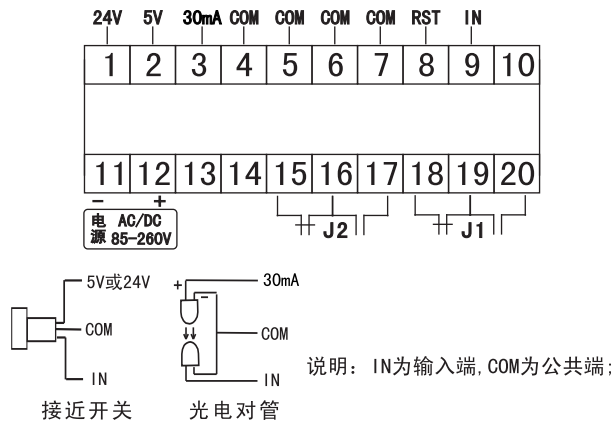 24V 5V 30mA COM COM COM COM RST IN
1 2 3 4 5 6 7 8 9 10
11 12 13 14 15 16 17 18 19 20
− +
电源 AC/DC 85-260V
J2 J1
5V或24V
COM
IN
接近开关
+ − 30mA
COM
IN
光电对管
说明：IN为输入端,COM为公共端;